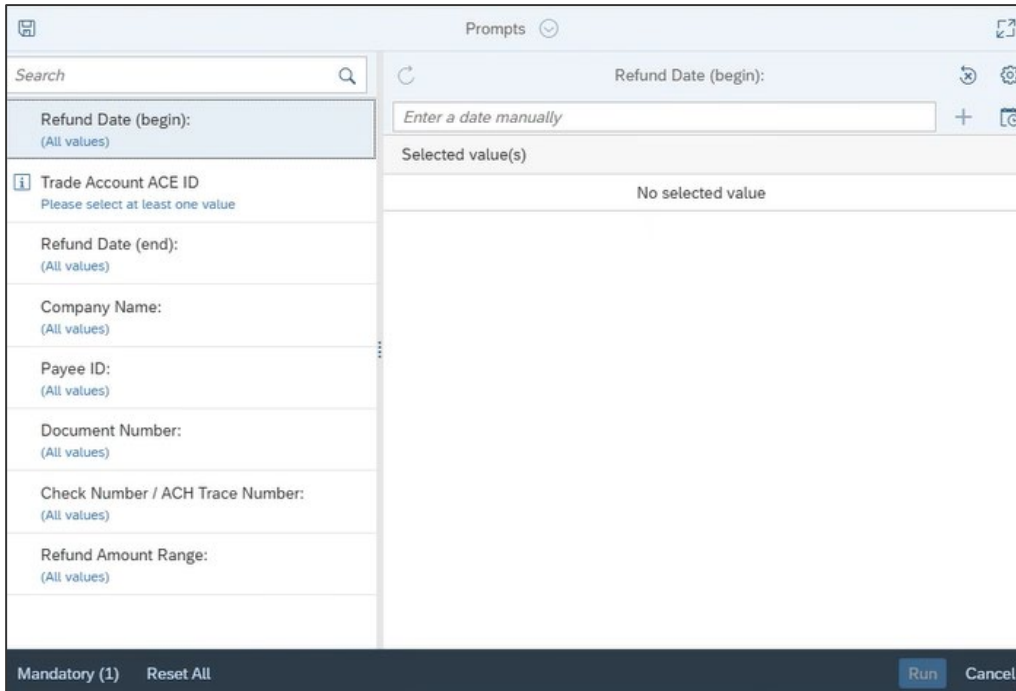 Prompts
Search
Refund Date (begin):
(All values)
Trade Account ACE ID
Please select at least one value
Refund Date (end):
(All values)
Company Name:
(All values)
Payee ID:
(All values)
Document Number:
(All values)
Check Number / ACH Trace Number:
(All values)
Refund Amount Range:
(All values)
Refund Date (begin):
Enter a date manually
Selected value(s)
No selected value
Mandatory (1) Reset All Run Cancel